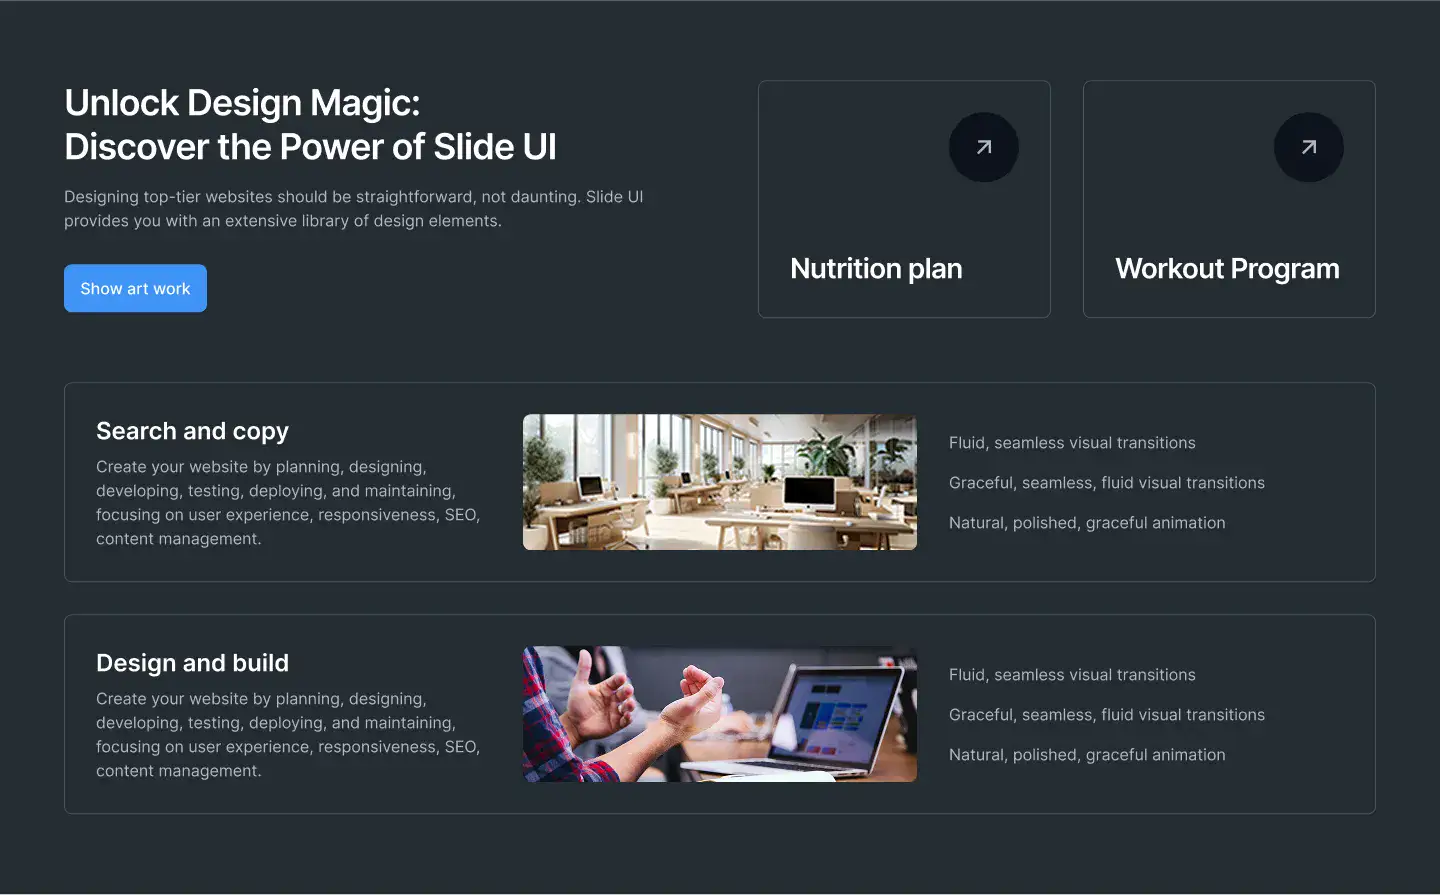 Unlock Design Magic:
Discover the Power of Slide UI
Designing top-tier websites should be straightforward, not daunting. Slide UI
provides you with an extensive library of design elements.
Show art work
Nutrition plan
Workout Program
Search and copy
Create your website by planning, designing,
developing, testing, deploying, and maintaining,
focusing on user experience, responsiveness, SEO,
content management.
Fluid, seamless visual transitions
Graceful, seamless, fluid visual transitions
Natural, polished, graceful animation
Design and build
Create your website by planning, designing,
developing, testing, deploying, and maintaining,
focusing on user experience, responsiveness, SEO,
content management.
Fluid, seamless visual transitions
Graceful, seamless, fluid visual transitions
Natural, polished, graceful animation